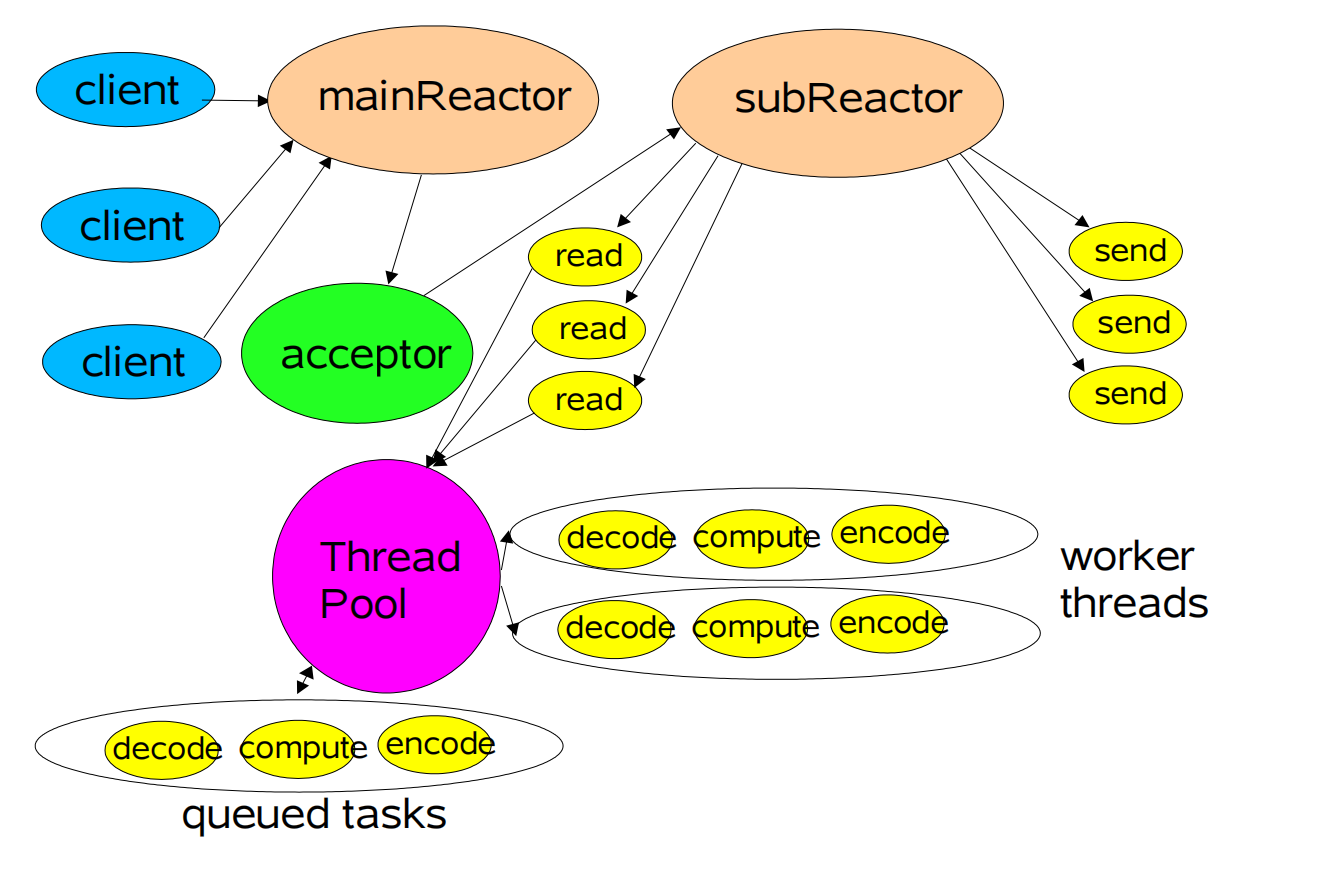 client
mainReactor
subReactor
client
client
acceptor
read
read
read
send
send
send
Thread
Pool
decode compute encode
decode compute encode
worker
threads
decode compute encode
queued tasks